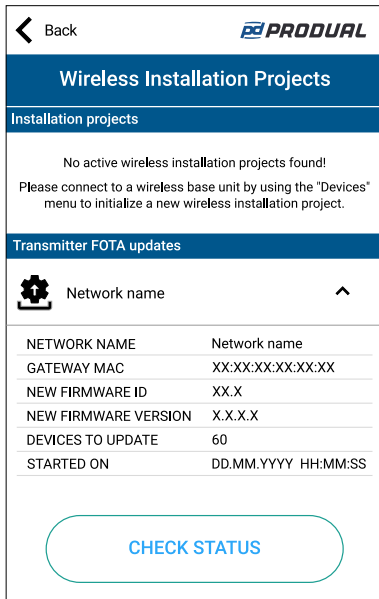 Back
pd PRODUAL
Wireless Installation Projects
Installation projects
No active wireless installation projects found!
Please connect to a wireless base unit by using the "Devices"
menu to initialize a new wireless installation project.
Transmitter FOTA updates
Network name
NETWORK NAME Network name
GATEWAY MAC XX:XX:XX:XX:XX:XX
NEW FIRMWARE ID XX.X
NEW FIRMWARE VERSION X.X.X.X
DEVICES TO UPDATE 60
STARTED ON DD.MM.YYYY HH:MM:SS
CHECK STATUS